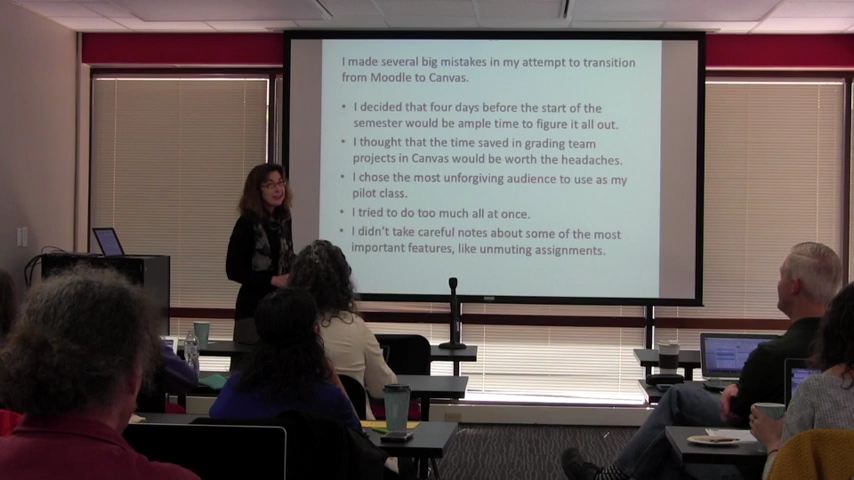 I made several big mistakes in my attempt to transition
from Moodle to Canvas.
• I decided that four days before the start of the
semester would be ample time to figure it all out.
• I thought that the time saved in grading team
projects in Canvas would be worth the headaches.
• I chose the most unforgiving audience to use as my
pilot class.
• I tried to do too much all at once.
• I didn't take careful notes about some of the most
important features, like unmuting assignments.